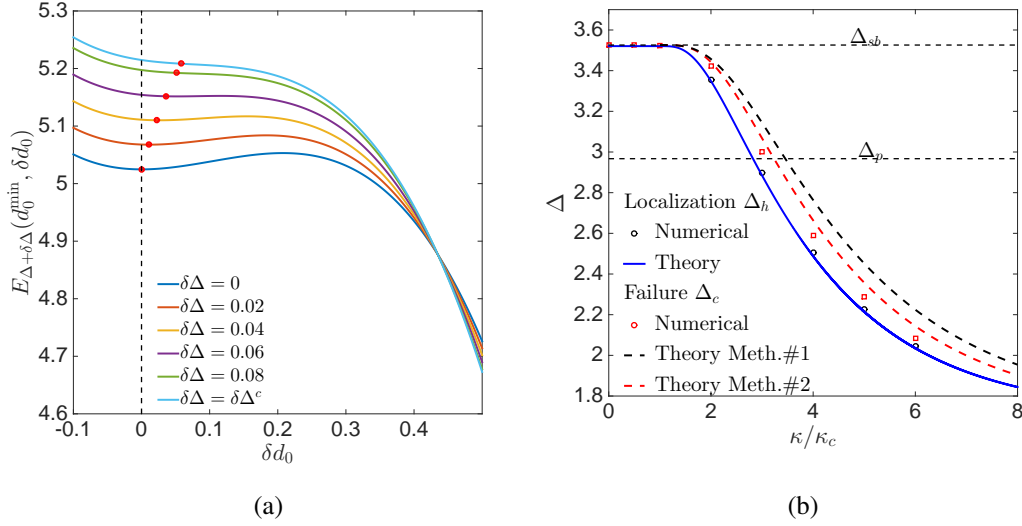 5.3
5.2
5.1
5
4.9
4.8
4.7
4.6
-0.1
0
0.1
0.2
0.3
0.4
E_{Δ+δΔ}(d_0^{min}, δd_0)
δd_0
δΔ = 0
δΔ = 0.02
δΔ = 0.04
δΔ = 0.06
δΔ = 0.08
δΔ = δΔ^c
(a)
3.6
3.4
3.2
3
2.8
2.6
2.4
2.2
2
1.8
0
2
4
6
8
Δ
κ/κ_c
Δ_{sb}
Δ_p
Localization Δ_h
Numerical
Theory
Failure Δ_c
Numerical
Theory Meth.#1
Theory Meth.#2
(b)